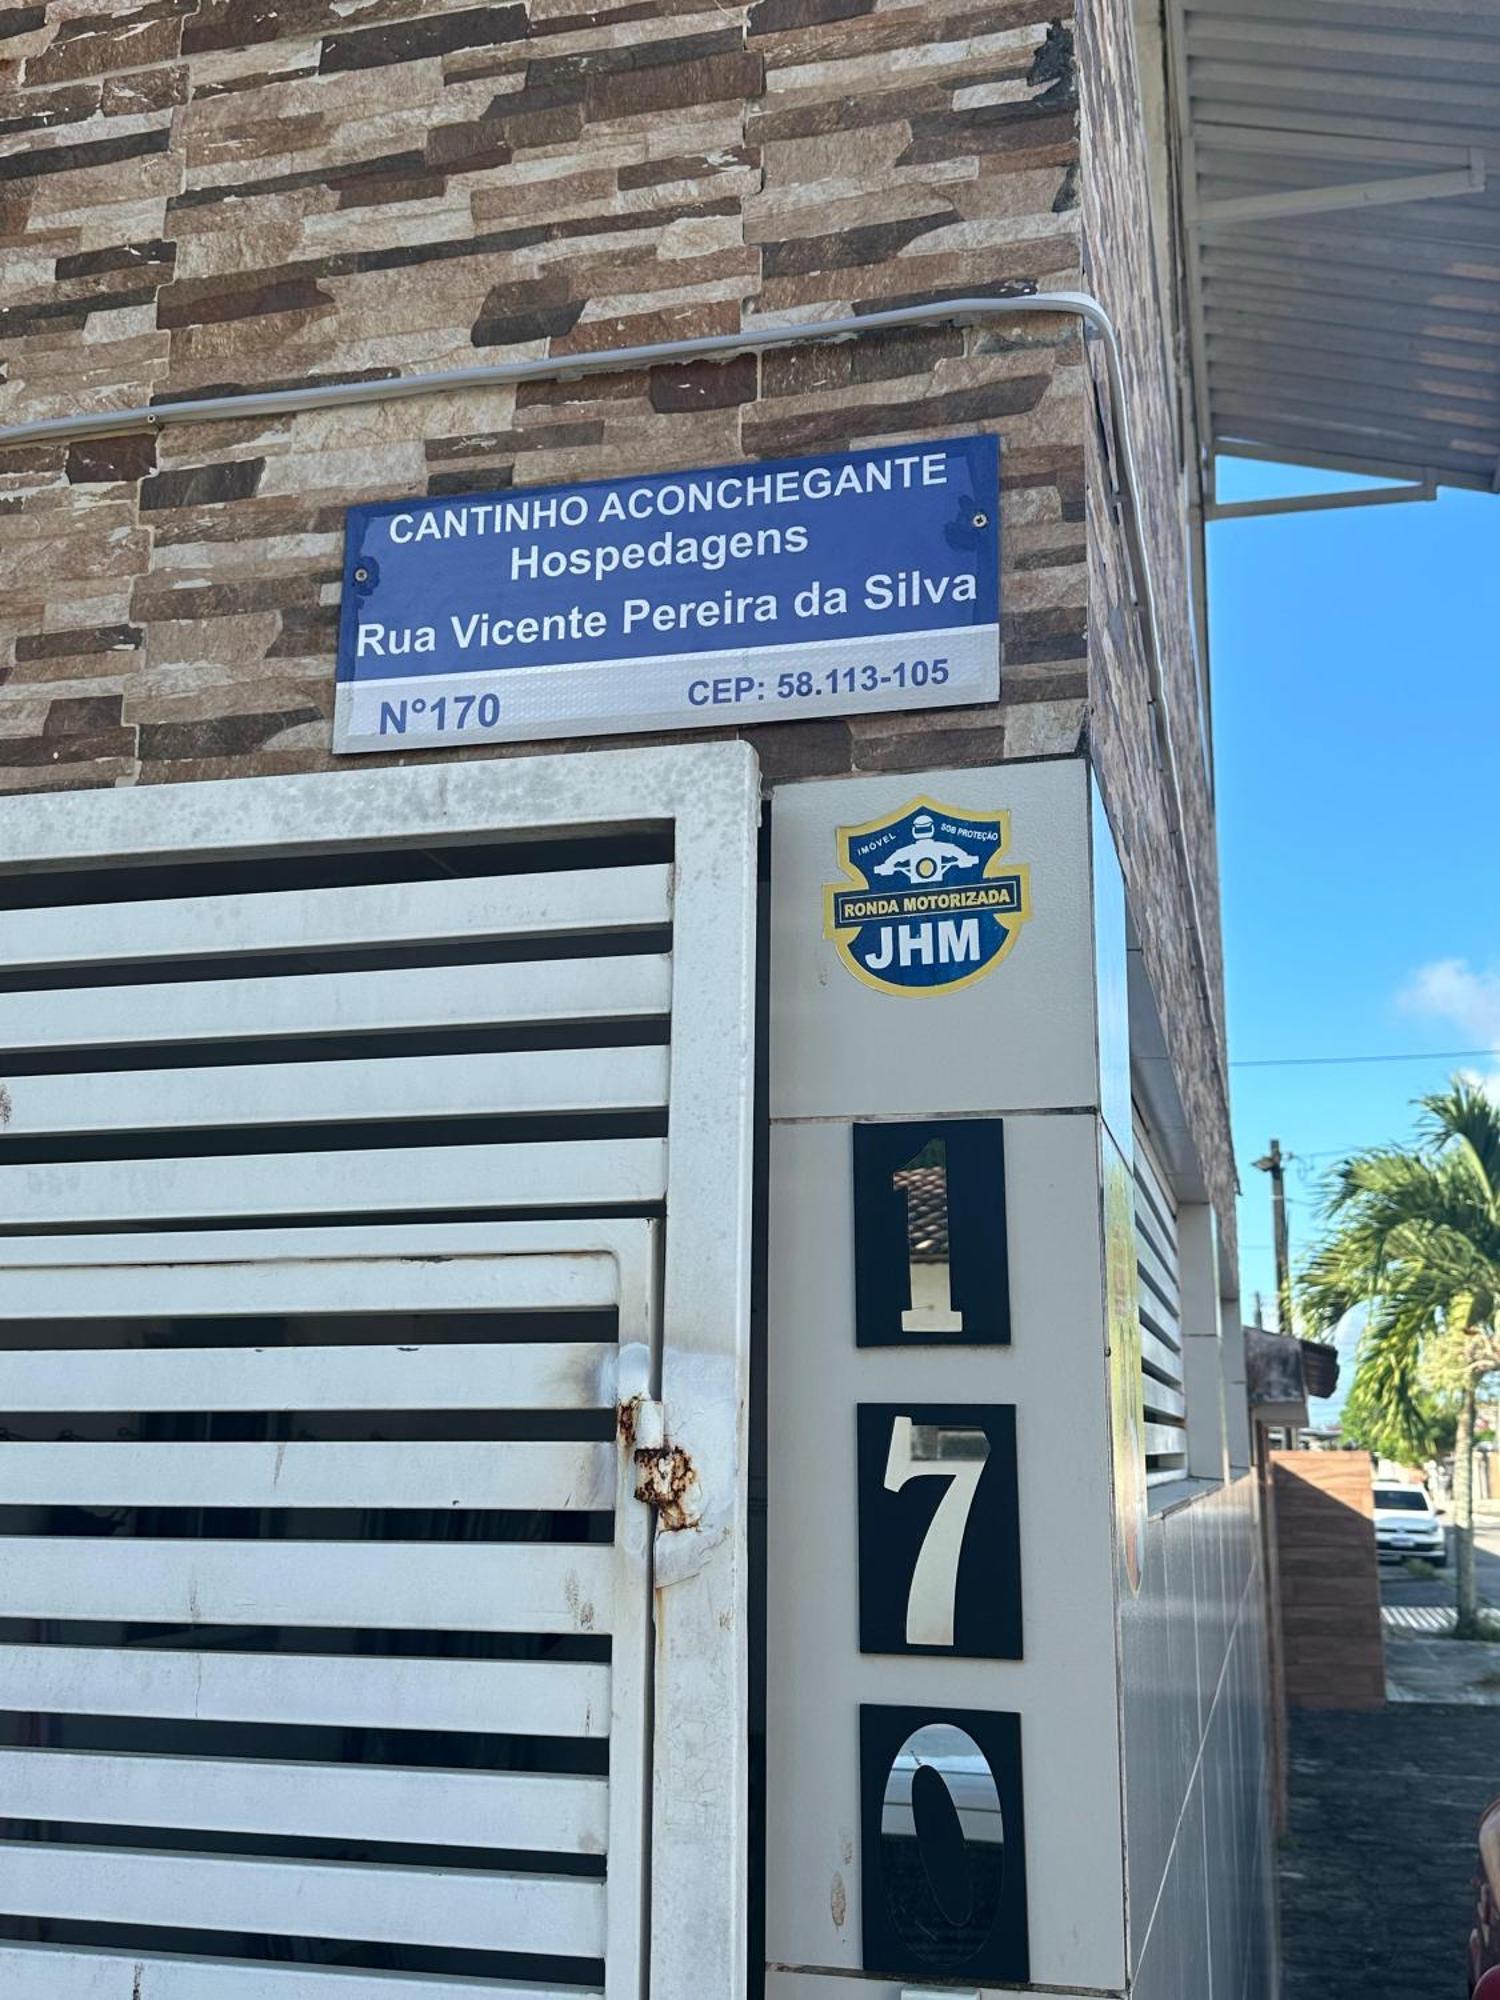 CANTINHO ACONCHEGANTE
Hospedagens
Rua Vicente Pereira da Silva
N°170 CEP: 58.113-105
IMÓVEL SOB PROTEÇÃO
RONDA MOTORIZADA
JHM
1
7
0